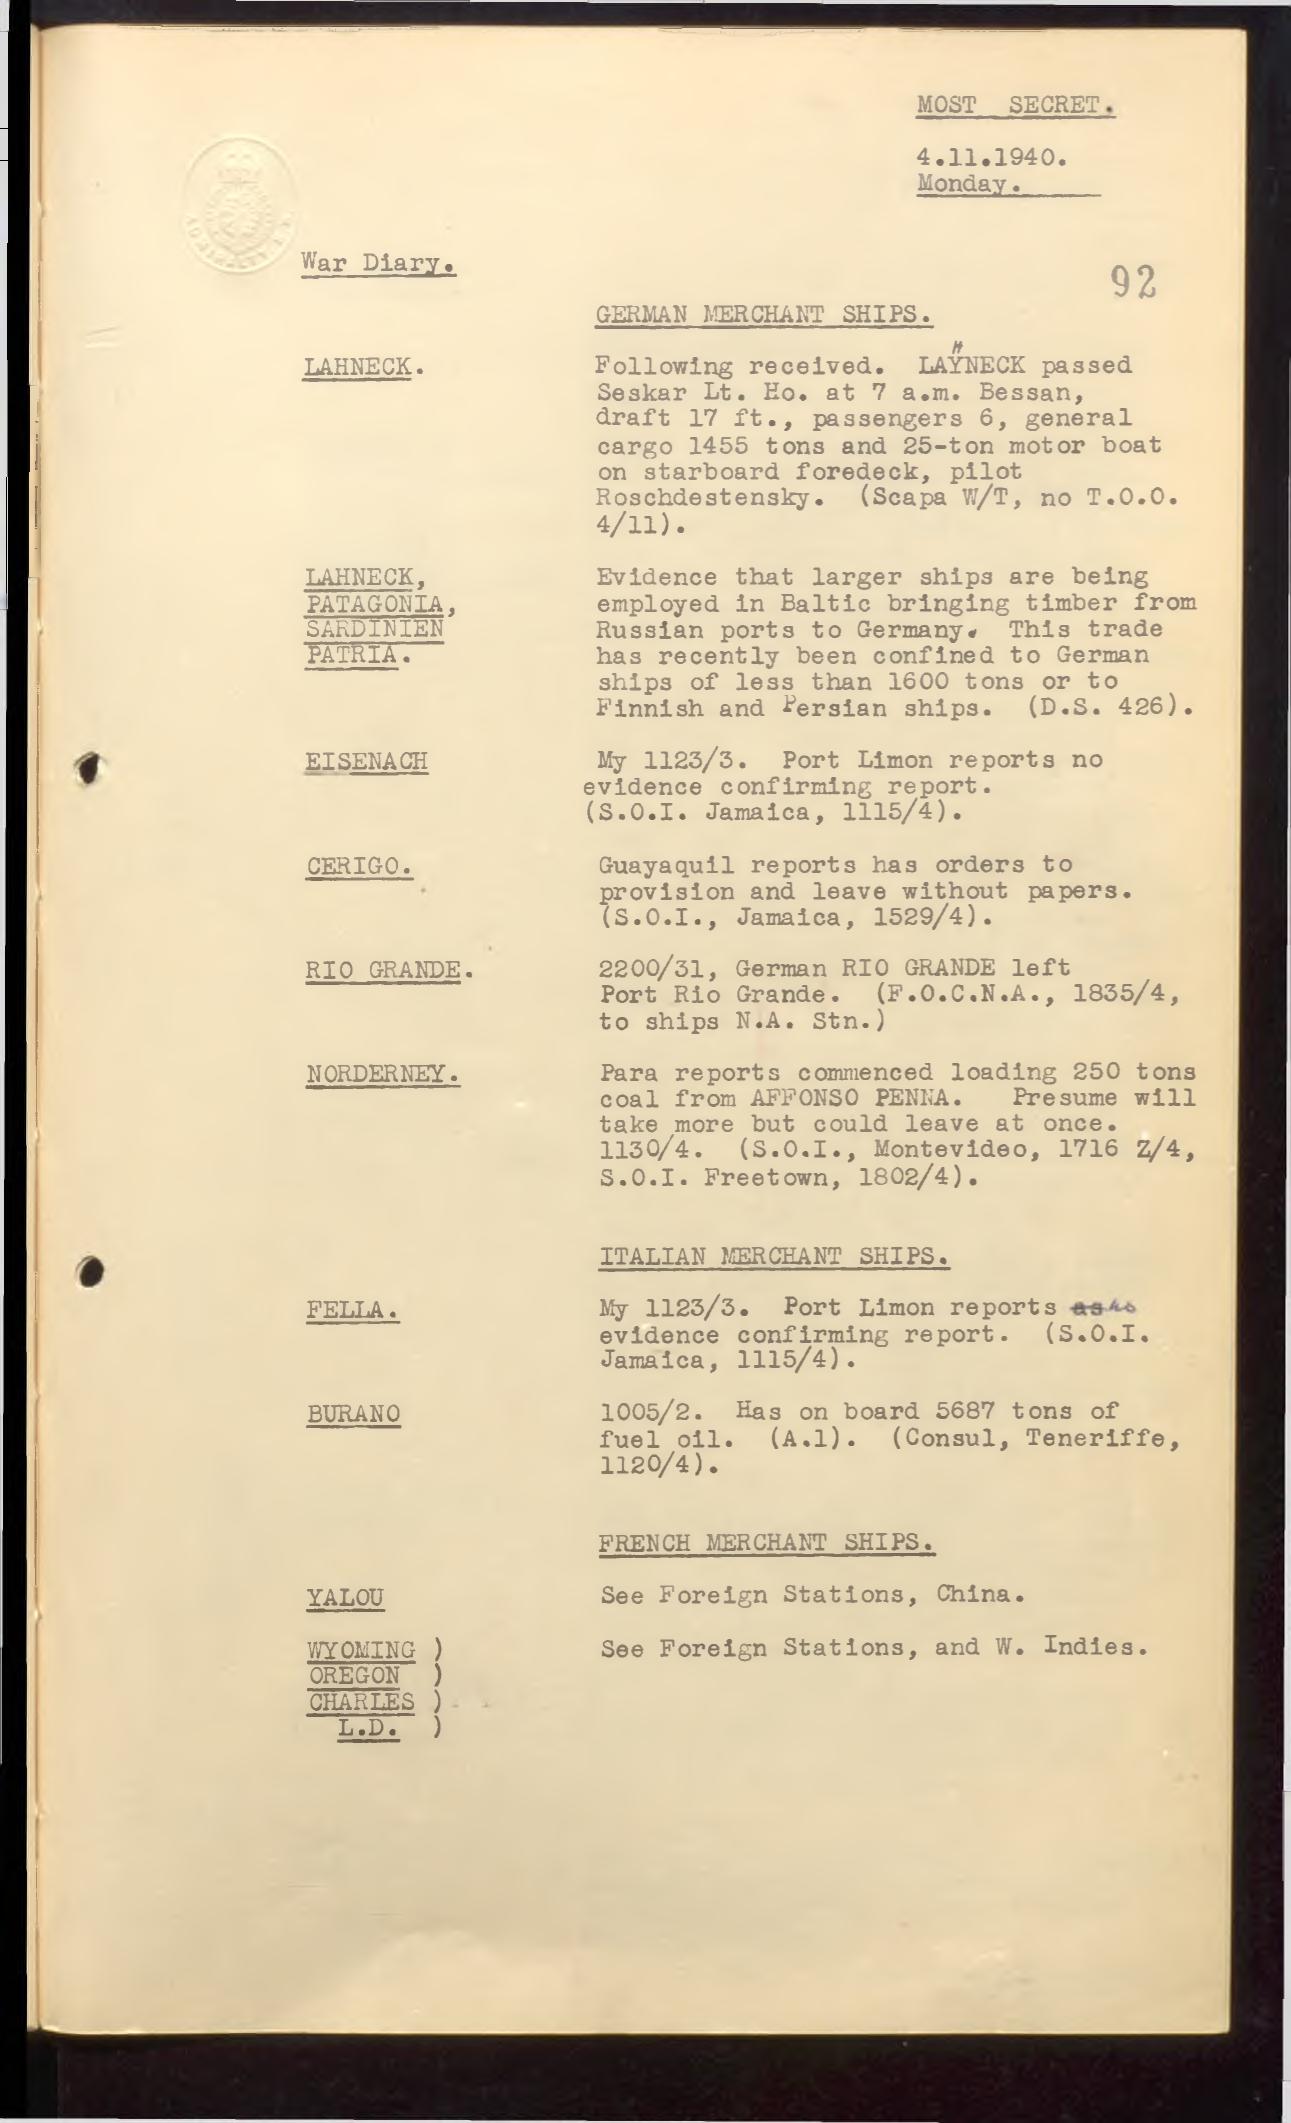 MOST SECRET.
4.11.1940.
Monday.
War Diary.
92
GERMAN MERCHANT SHIPS.
H
LAHNECK. Following received. LAYNECK passed
Seskar Lt. Ho. at 7 a.m. Bessan,
draft 17 ft., passengers 6, general
cargo 1455 tons and 25-ton motor boat
on starboard foredeck, pilot
Roschdestensky. (Scapa W/T, no T.O.O.
4/11).
LAHNECK, Evidence that larger ships are being
PATAGONIA, employed in Baltic bringing timber from
SARDINIEN Russian ports to Germany. This trade
PATRIA. has recently been confined to German
ships of less than 1600 tons or to
Finnish and Persian ships. (D.S. 426).
EISENACH My 1123/3. Port Limon reports no
evidence confirming report.
(S.O.I. Jamaica, 1115/4).
CERIGO. Guayaquil reports has orders to
provision and leave without papers.
(S.O.I., Jamaica, 1529/4).
RIO GRANDE. 2200/31, German RIO GRANDE left
Port Rio Grande. (F.O.C.N.A., 1835/4,
to ships N.A. Stn.)
NORDERNEY. Para reports commenced loading 250 tons
coal from AFFONSO PENNA. Presume will
take more but could leave at once.
1130/4. (S.O.I., Montevideo, 1716 Z/4,
S.O.I. Freetown, 1802/4).
ITALIAN MERCHANT SHIPS.
FELLA. My 1123/3. Port Limon reports as no
evidence confirming report. (S.O.I.
Jamaica, 1115/4).
BURANO 1005/2. Has on board 5687 tons of
fuel oil. (A.1). (Consul, Teneriffe,
1120/4).
FRENCH MERCHANT SHIPS.
YALOU See Foreign Stations, China.
WYOMING ) See Foreign Stations, and W. Indies.
OREGON )
CHARLES )
L.D. )